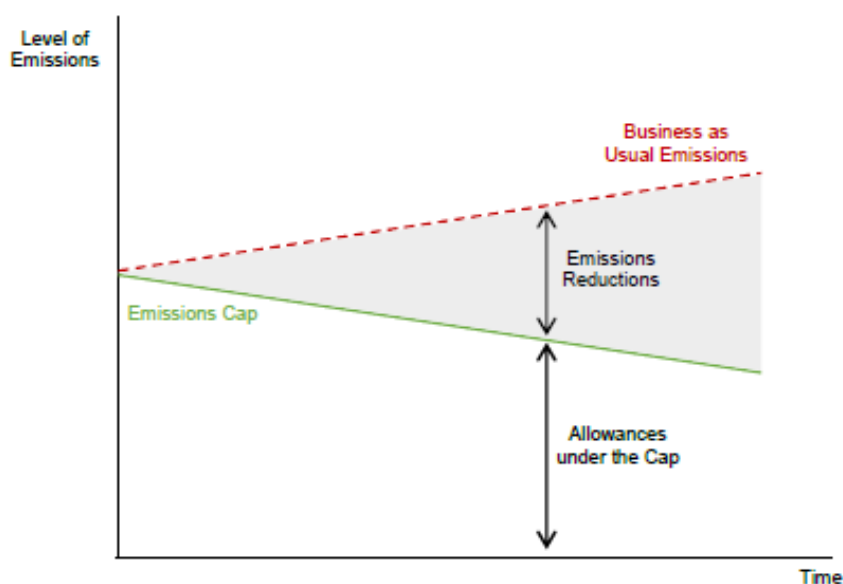 Level of
Emissions
Business as
Usual Emissions
Emissions
Reductions
Emissions Cap
Allowances
under the Cap
Time